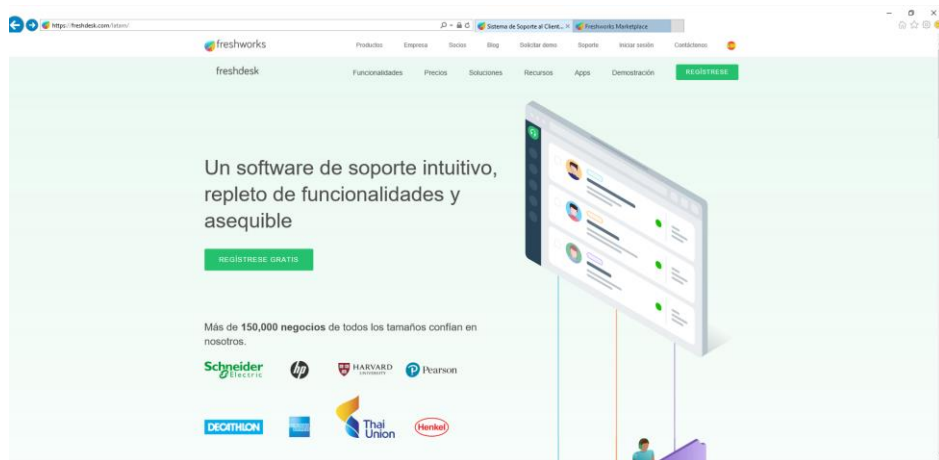 https://freshdesk.com/latam/
Sistema de Soporte al Client...
Freshworks Marketplace
freshworks
Productos Empresa Socios Blog Solicitar demo Soporte Iniciar sesión Contáctenos
freshdesk
Funcionalidades Precios Soluciones Recursos Apps Demostración REGÍSTRESE
Un software de soporte intuitivo,
repleto de funcionalidades y
asequible
REGÍSTRESE GRATIS
Más de 150,000 negocios de todos los tamaños confían en
nosotros.
Schneider
Electric
hp
HARVARD
UNIVERSITY
Pearson
DECATHLON
Thai
Union
Henkel